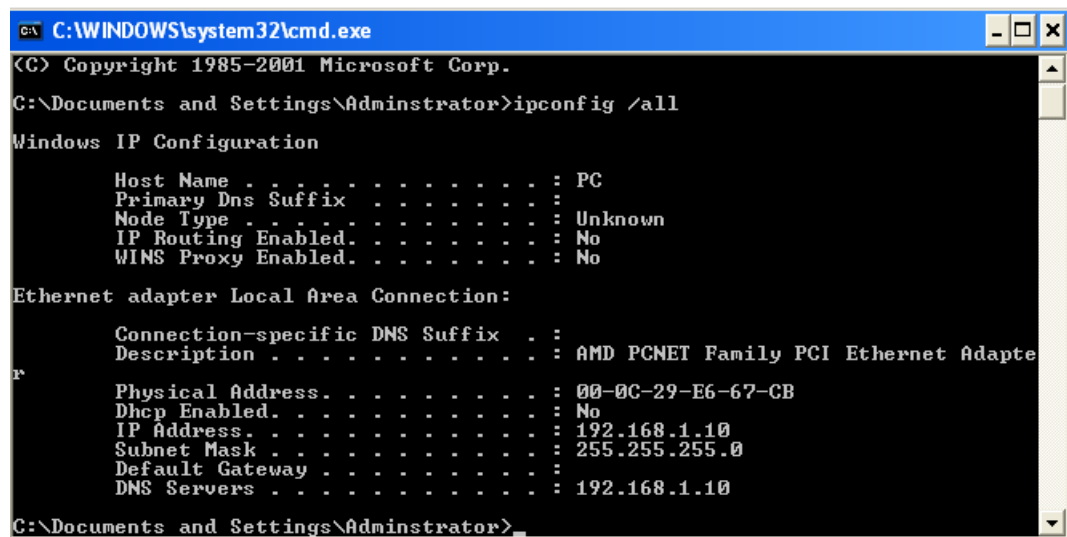 C:\WINDOWS\system32\cmd.exe
(C) Copyright 1985-2001 Microsoft Corp.
C:\Documents and Settings\Adminstrator>ipconfig /all
Windows IP Configuration
Host Name . . . . . . . . . . . . : PC
Primary Dns Suffix . . . . . . . :
Node Type . . . . . . . . . . . . : Unknown
IP Routing Enabled. . . . . . . . : No
WINS Proxy Enabled. . . . . . . . : No
Ethernet adapter Local Area Connection:
Connection-specific DNS Suffix . :
Description . . . . . . . . . . . : AMD PCNET Family PCI Ethernet Adapte
r
Physical Address. . . . . . . . . : 00-0C-29-E6-67-CB
Dhcp Enabled. . . . . . . . . . . : No
IP Address. . . . . . . . . . . . : 192.168.1.10
Subnet Mask . . . . . . . . . . . : 255.255.255.0
Default Gateway . . . . . . . . . :
DNS Servers . . . . . . . . . . . : 192.168.1.10
C:\Documents and Settings\Adminstrator>_